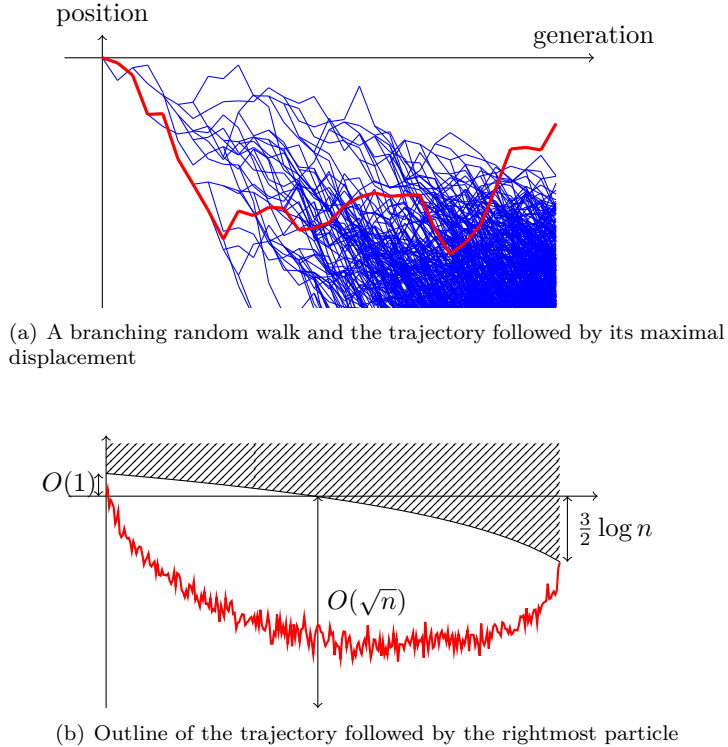 position
generation
(a) A branching random walk and the trajectory followed by its maximal
displacement
O(1)
3/2 log n
O(√n)
(b) Outline of the trajectory followed by the rightmost particle